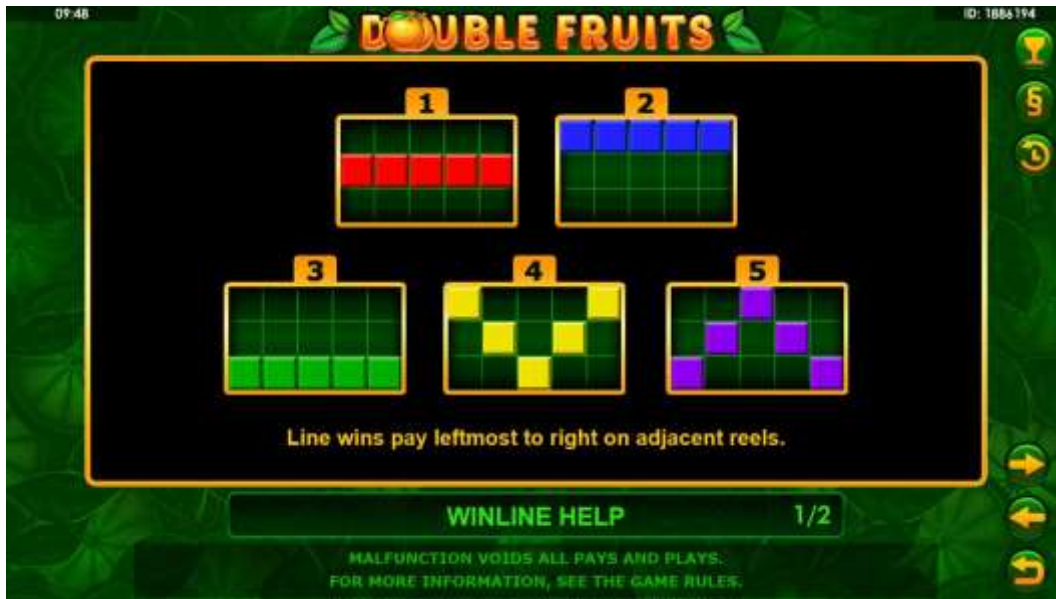 09:48
ID: 1886194
DOUBLE FRUITS
1
2
3
4
5
Line wins pay leftmost to right on adjacent reels.
WINLINE HELP 1/2
MALFUNCTION VOIDS ALL PAYS AND PLAYS.
FOR MORE INFORMATION, SEE THE GAME RULES.
§